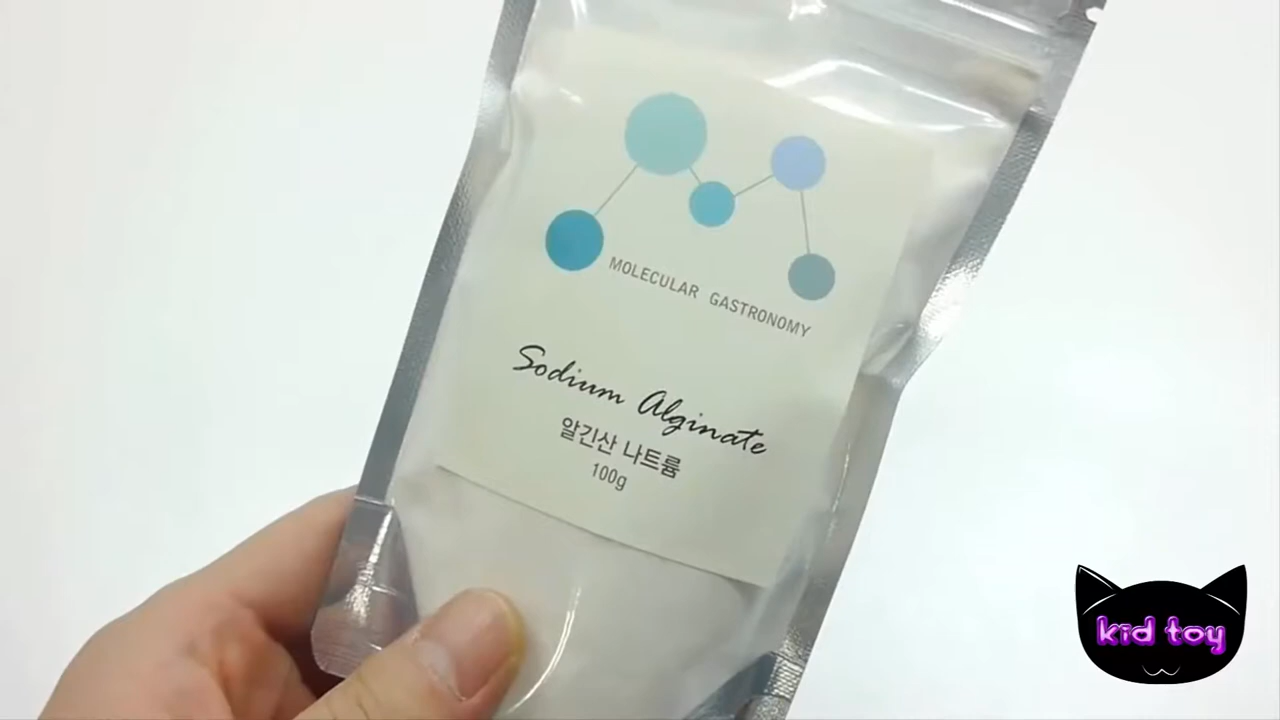 MOLECULAR GASTRONOMY
Sodium Alginate
알긴산 나트륨
100g
kid toy